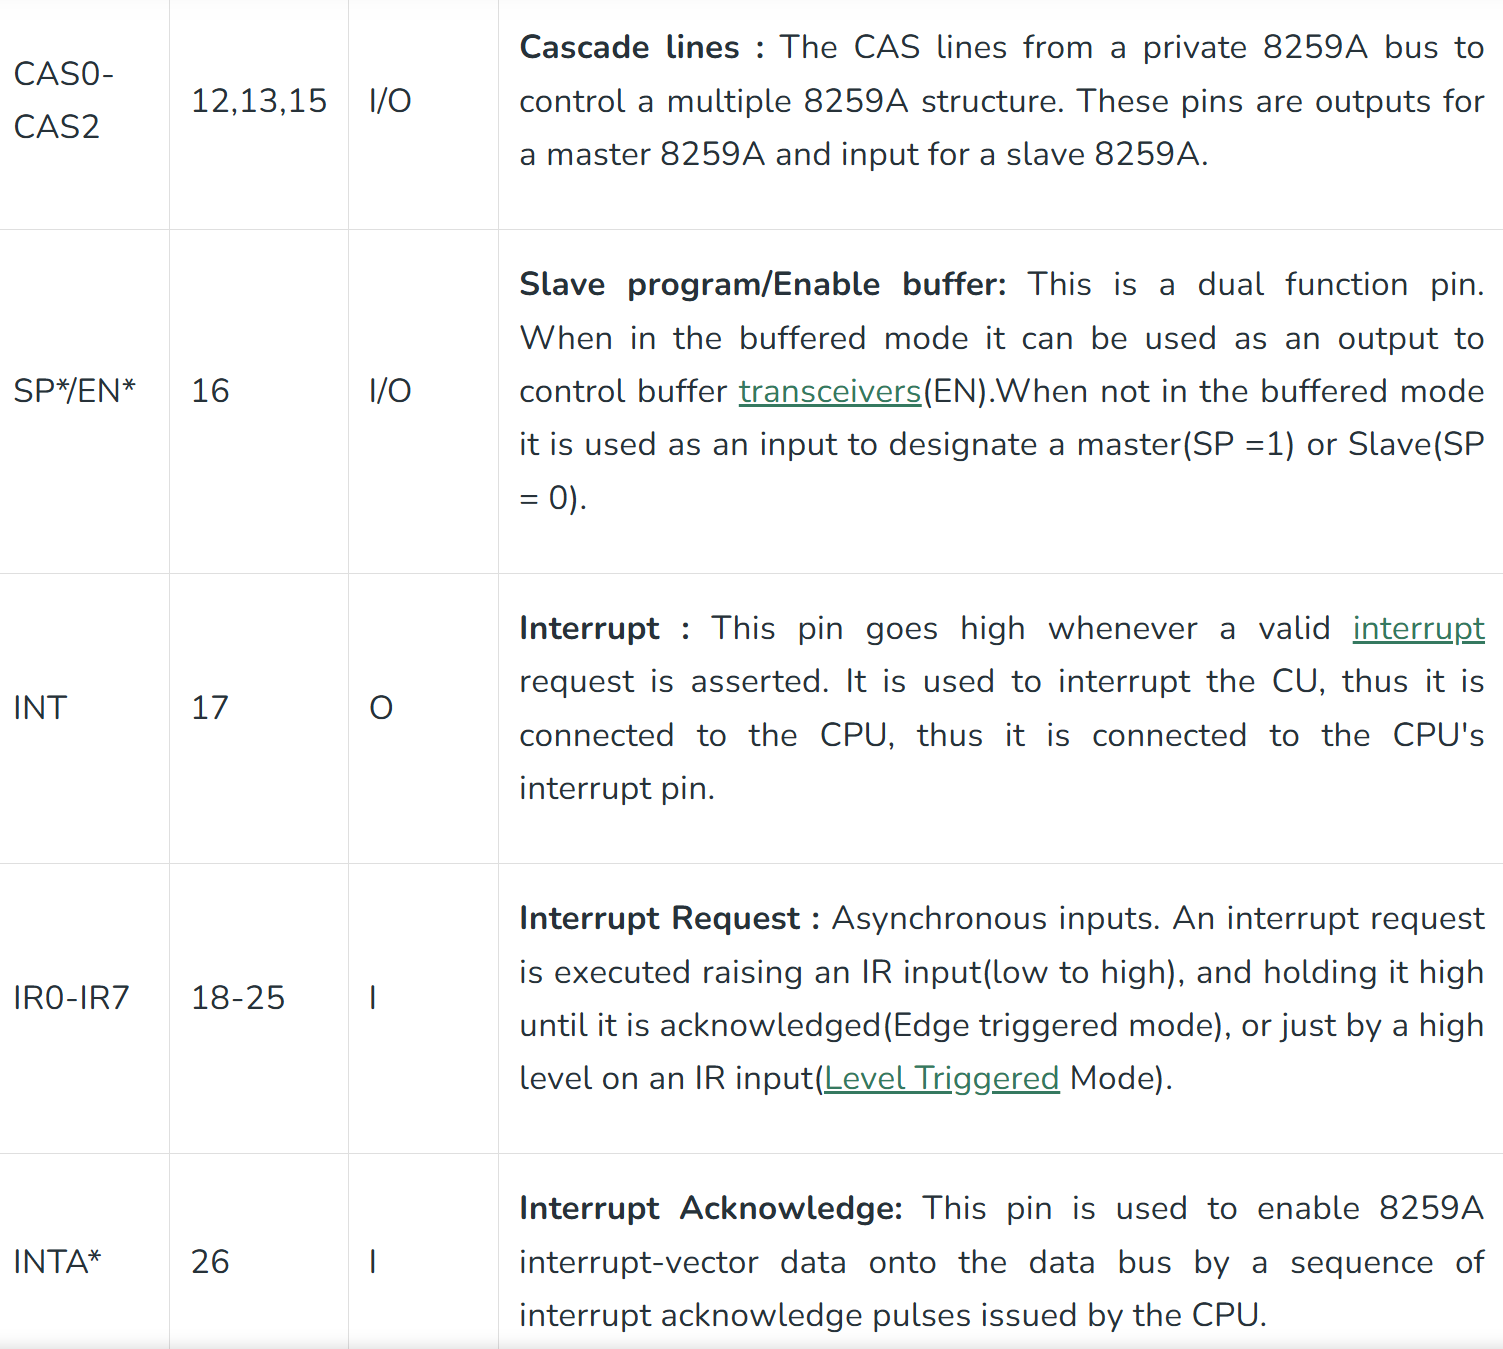 CAS0-
CAS2
12,13,15
I/O
Cascade lines : The CAS lines from a private 8259A bus to
control a multiple 8259A structure. These pins are outputs for
a master 8259A and input for a slave 8259A.
SP*/EN*
16
I/O
Slave program/Enable buffer: This is a dual function pin.
When in the buffered mode it can be used as an output to
control buffer transceivers(EN).When not in the buffered mode
it is used as an input to designate a master(SP =1) or Slave(SP
= 0).
INT
17
O
Interrupt : This pin goes high whenever a valid interrupt
request is asserted. It is used to interrupt the CU, thus it is
connected to the CPU, thus it is connected to the CPU's
interrupt pin.
IR0-IR7
18-25
I
Interrupt Request : Asynchronous inputs. An interrupt request
is executed raising an IR input(low to high), and holding it high
until it is acknowledged(Edge triggered mode), or just by a high
level on an IR input(Level Triggered Mode).
INTA*
26
I
Interrupt Acknowledge: This pin is used to enable 8259A
interrupt-vector data onto the data bus by a sequence of
interrupt acknowledge pulses issued by the CPU.